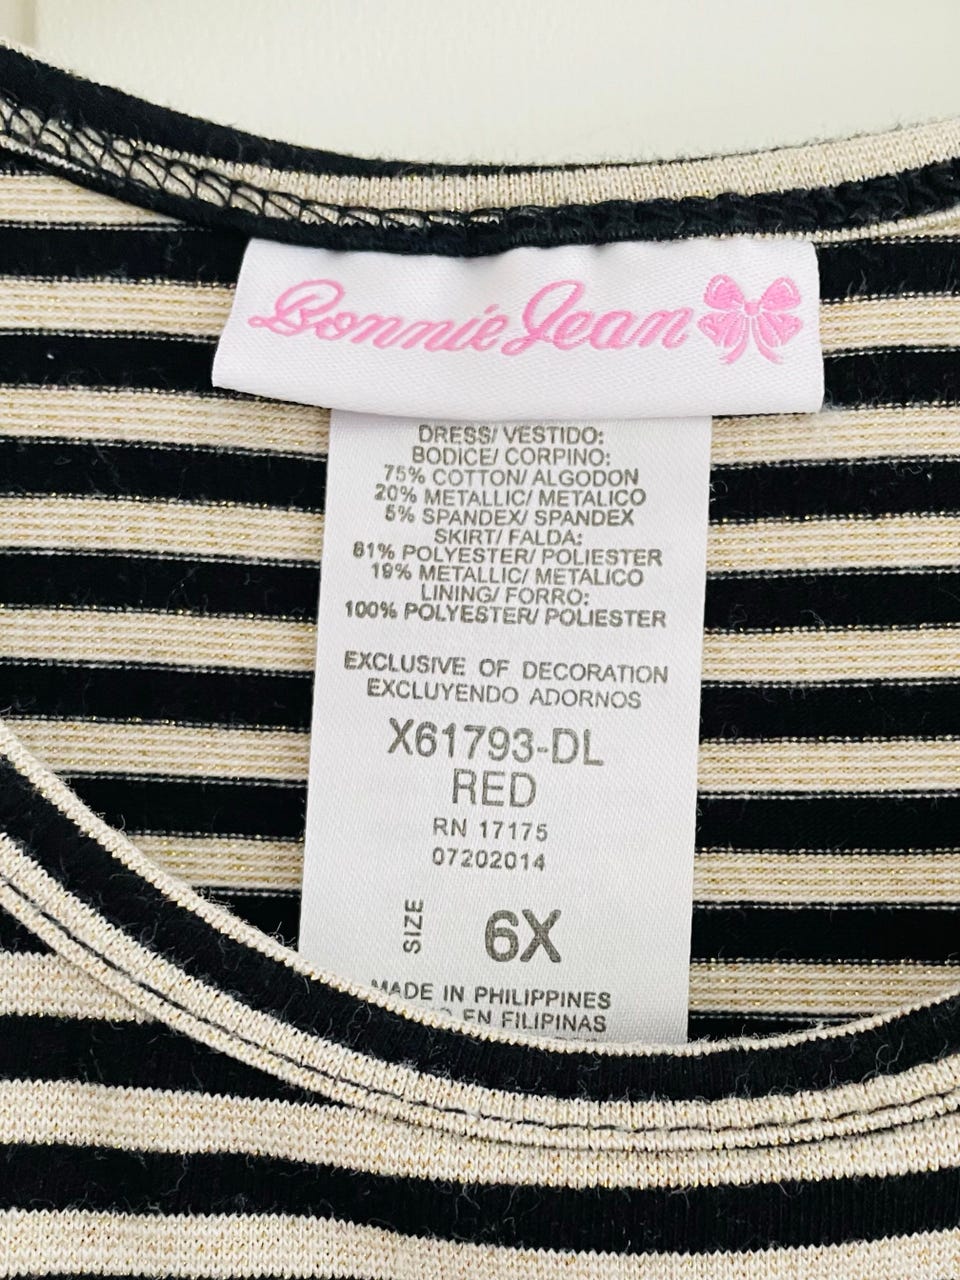 Bonnie Jean
DRESS/ VESTIDO:
BODICE/ CORPINO:
75% COTTON/ ALGODON
20% METALLIC/ METALICO
5% SPANDEX/ SPANDEX
SKIRT/ FALDA:
81% POLYESTER/ POLIESTER
19% METALLIC/ METALICO
LINING/ FORRO:
100% POLYESTER/ POLIESTER
EXCLUSIVE OF DECORATION
EXCLUYENDO ADORNOS
X61793-DL
RED
RN 17175
07202014
SIZE 6X
MADE IN PHILIPPINES
EN FILIPINAS